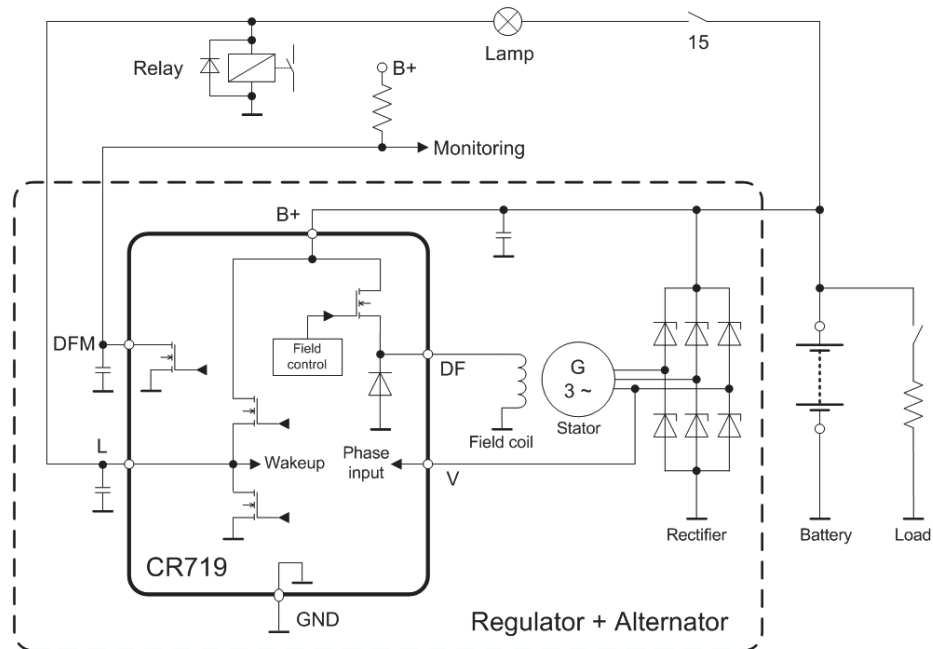 Lamp
15
Relay
B+
Monitoring
B+
DFM
Field
control
DF
G
3 ~
Stator
Field coil
L
Wakeup
Phase
input
V
Rectifier
Battery
Load
CR719
GND
Regulator + Alternator